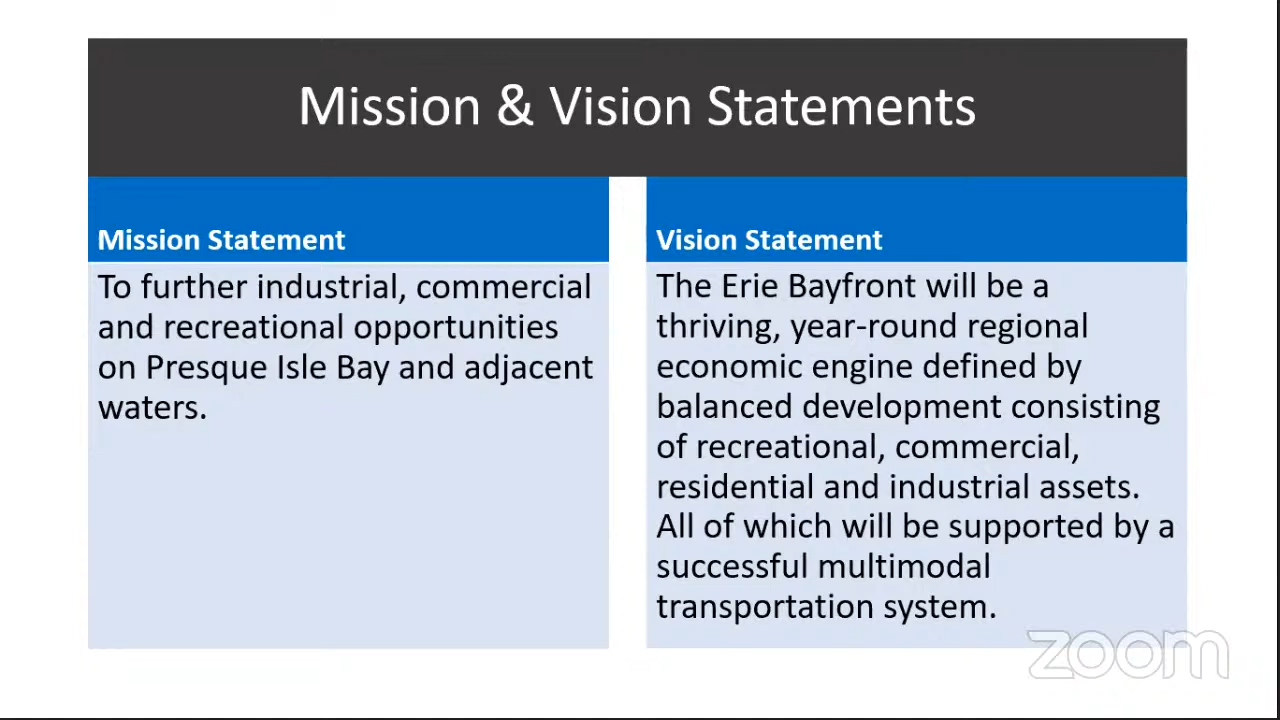 Mission & Vision Statements
Mission Statement
To further industrial, commercial
and recreational opportunities
on Presque Isle Bay and adjacent
waters.
Vision Statement
The Erie Bayfront will be a
thriving, year-round regional
economic engine defined by
balanced development consisting
of recreational, commercial,
residential and industrial assets.
All of which will be supported by a
successful multimodal
transportation system.
zoom